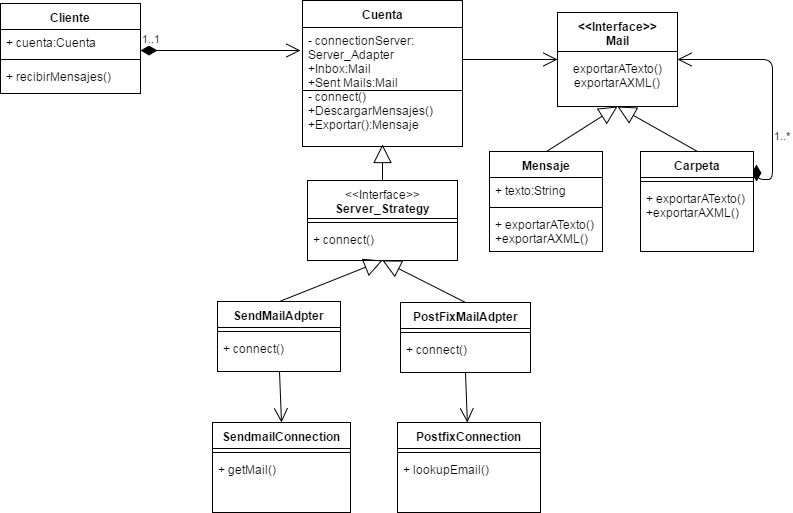 Cliente
+ cuenta:Cuenta
+ recibirMensajes()
1..1
Cuenta
- connectionServer:
Server_Adapter
+Inbox:Mail
+Sent Mails:Mail
- connect()
+DescargarMensajes()
+Exportar():Mensaje
<<Interface>>
Mail
exportarATexto()
exportarAXML()
1..*
Mensaje
+ texto:String
+ exportarATexto()
+exportarAXML()
Carpeta
+ exportarATexto()
+exportarAXML()
<<Interface>>
Server_Strategy
+ connect()
SendMailAdpter
+ connect()
PostFixMailAdpter
+ connect()
SendmailConnection
+ getMail()
PostfixConnection
+ lookupEmail()